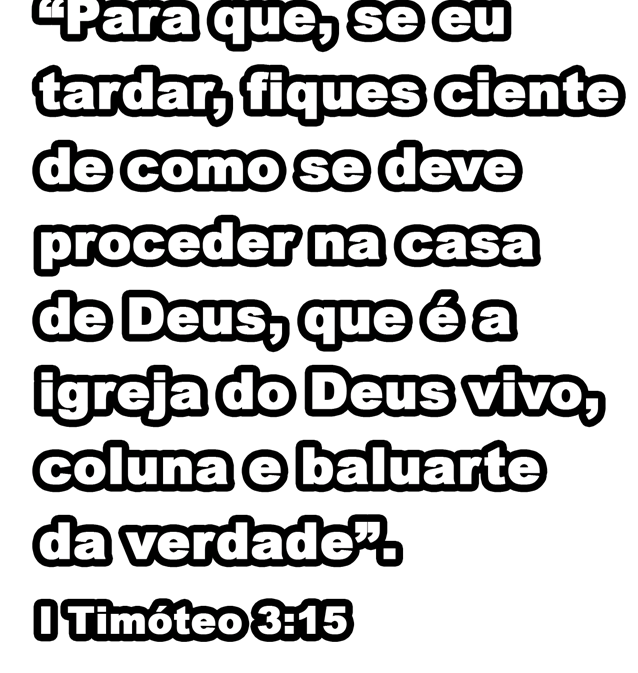 “Para que, se eu
tardar, fiques ciente
de como se deve
proceder na casa
de Deus, que é a
igreja do Deus vivo,
coluna e baluarte
da verdade”.
I Timóteo 3:15